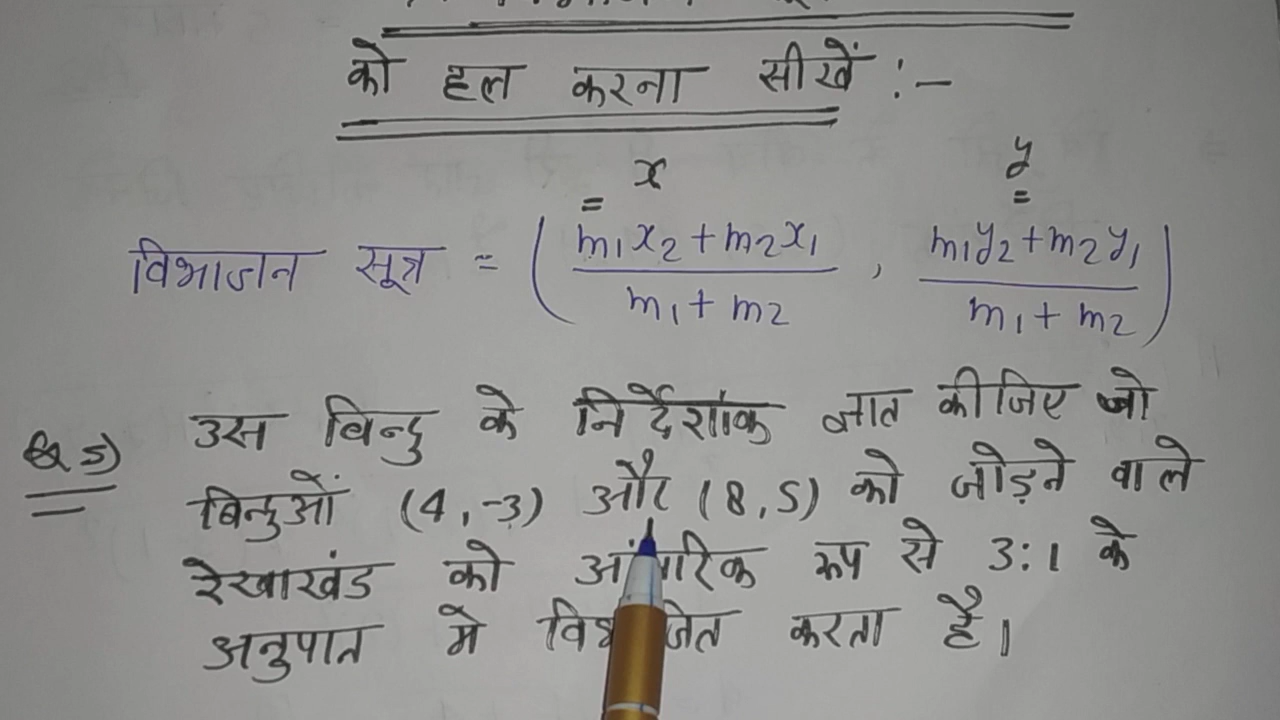 को हल करना सीखें :-
विभाजन सूत्र = ( m₁x₂ + m₂x₁ / m₁ + m₂ , m₁y₂ + m₂y₁ / m₁ + m₂ )
x =
y =
Q 5) उस विन्दु के निर्देशांक ज्ञात कीजिए जो
बिन्दुओं (4, -3) और (8, 5) को जोड़ने वाले
रेखाखंड को रूप से 3:1 के
अनुपात मे करता है।